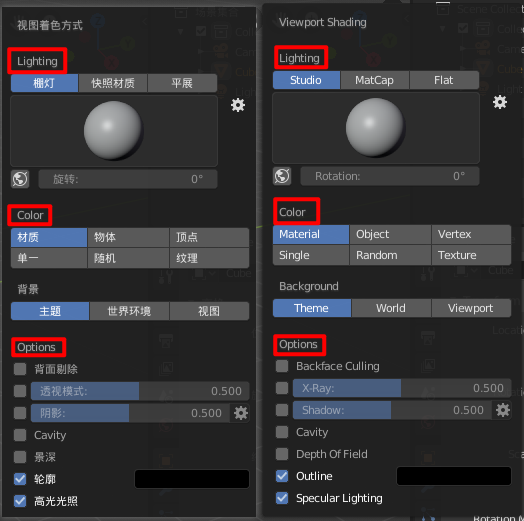 视图着色方式
Lighting
棚灯 快照材质 平展
旋转: 0°
Color
材质 物体 顶点
单一 随机 纹理
背景
主题 世界环境 视图
Options
背面剔除
透视模式: 0.500
阴影: 0.500
Cavity
景深
轮廓
高光光照
Viewport Shading
Lighting
Studio MatCap Flat
Rotation: 0°
Color
Material Object Vertex
Single Random Texture
Background
Theme World Viewport
Options
Backface Culling
X-Ray: 0.500
Shadow: 0.500
Cavity
Depth Of Field
Outline
Specular Lighting